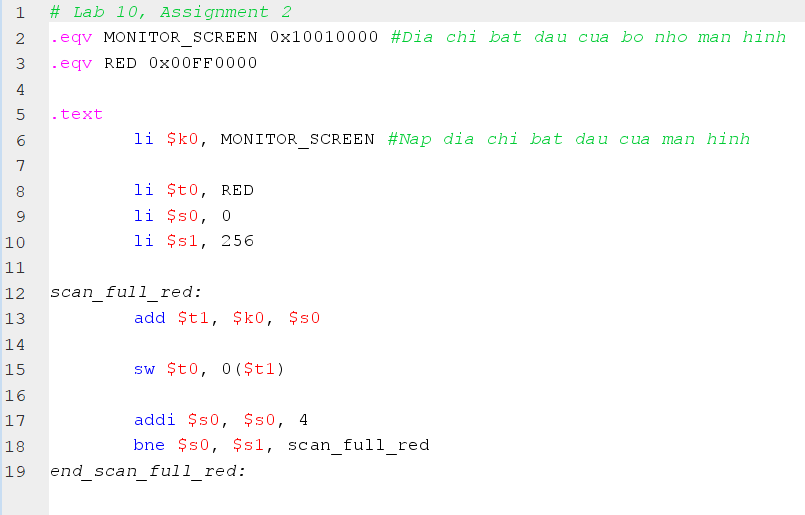 1 # Lab 10, Assignment 2
2 .eqv MONITOR_SCREEN 0x10010000 #Dia chi bat dau cua bo nho man hinh
3 .eqv RED 0x00FF0000
4
5 .text
6 li $k0, MONITOR_SCREEN #Nap dia chi bat dau cua man hinh
7
8 li $t0, RED
9 li $s0, 0
10 li $s1, 256
11
12 scan_full_red:
13 add $t1, $k0, $s0
14
15 sw $t0, 0($t1)
16
17 addi $s0, $s0, 4
18 bne $s0, $s1, scan_full_red
19 end_scan_full_red: